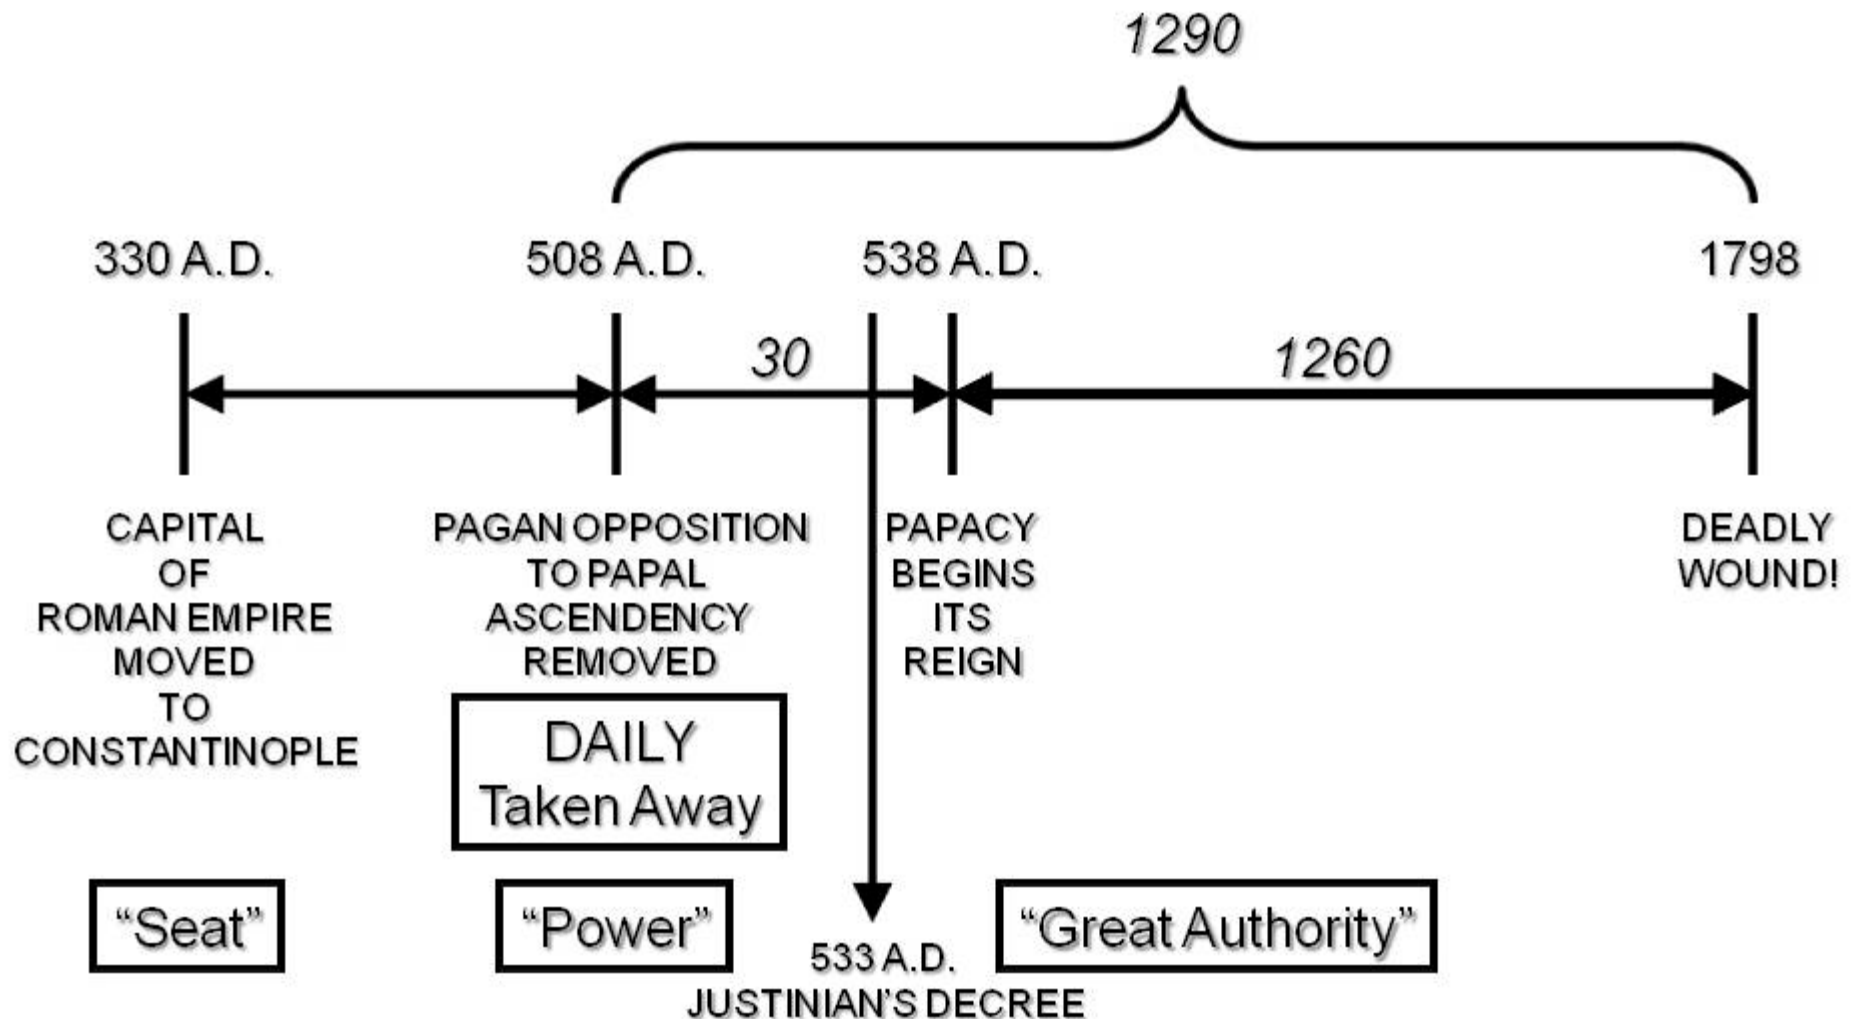 1290
330 A.D.
508 A.D.
538 A.D.
1798
30
1260
CAPITAL
OF
ROMAN EMPIRE
MOVED
TO
CONSTANTINOPLE
PAGAN OPPOSITION
TO PAPAL
ASCENDENCY
REMOVED
PAPACY
BEGINS
ITS
REIGN
DEADLY
WOUND!
DAILY
Taken Away
“Seat”
“Power”
533 A.D.
JUSTINIAN'S DECREE
“Great Authority”